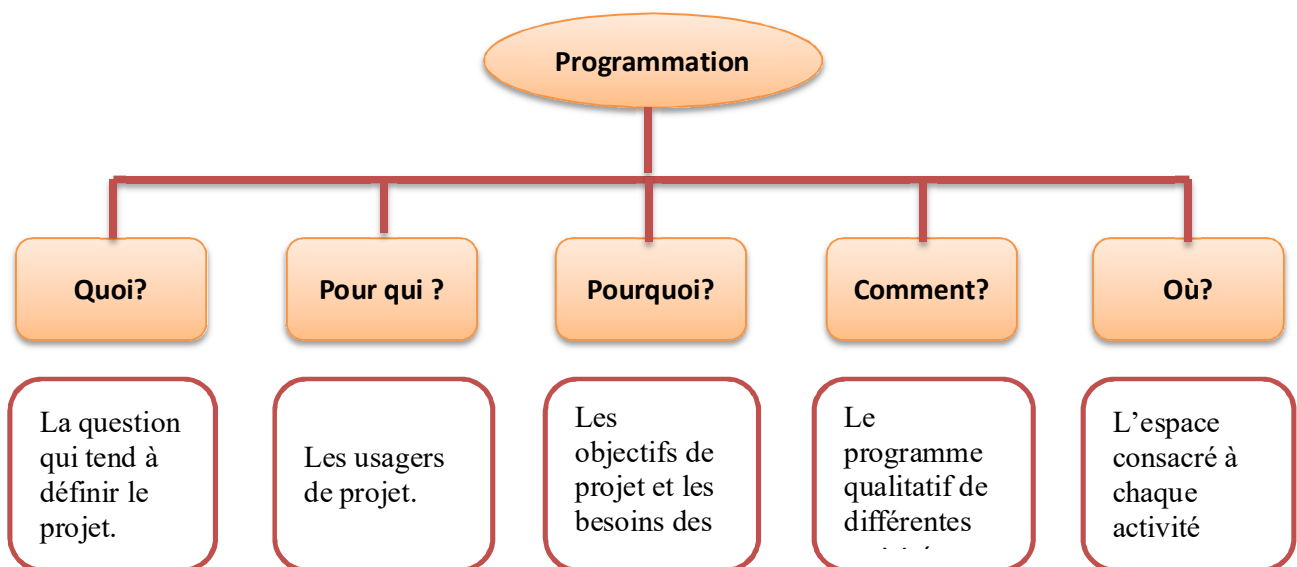 Programmation
Quoi?
Pour qui ?
Pourquoi?
Comment?
Où?
La question
qui tend à
définir le
projet.
Les usagers
de projet.
Les
objectifs de
projet et les
besoins des
Le
programme
qualitatif de
différentes
L’espace
consacré à
chaque
activité